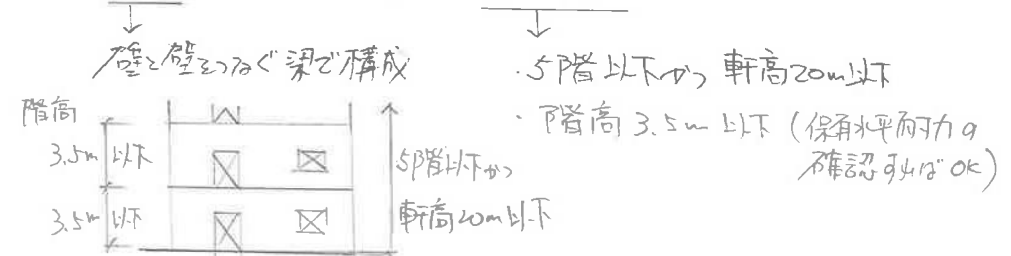 壁と壁をつなぐ梁で構成
・5階以下かつ 軒高20m以下
・階高 3.5m 以下 (保有水平耐力の
確認すればOK)
階高
3.5m 以下
3.5m 以下
5階以下かつ
軒高20m以下